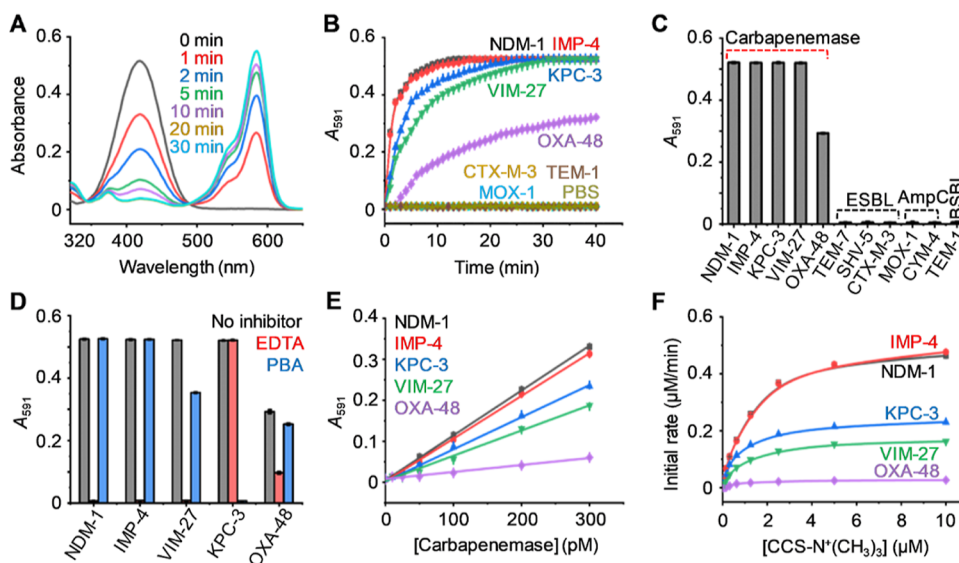 A
0.6
0.4
0.2
0
Absorbance
0 min
1 min
2 min
5 min
10 min
20 min
30 min
320 400 500 600
Wavelength (nm)
B
0.6
0.4
0.2
0
A591
NDM-1 IMP-4
KPC-3
VIM-27
OXA-48
CTX-M-3 TEM-1
MOX-1 PBS
0 10 20 30 40
Time (min)
C
0.6
0.4
0.2
0
A591
Carbapenemase
ESBL
AmpC
BSBL
NDM-1
IMP-4
KPC-3
VIM-27
OXA-48
TEM-7
SHV-5
CTX-M-3
MOX-1
CYM-4
TEM-1
D
0.6
0.4
0.2
0
A591
No inhibitor
EDTA
PBA
NDM-1
IMP-4
VIM-27
KPC-3
OXA-48
E
0.4
0.3
0.2
0.1
0
A591
NDM-1
IMP-4
KPC-3
VIM-27
OXA-48
0 100 200 300
[Carbapenemase] (pM)
F
0.6
0.4
0.2
0
Initial rate (μM/min)
IMP-4
NDM-1
KPC-3
VIM-27
OXA-48
0 2 4 6 8 10
[CCS-N⁺(CH₃)₃] (μM)